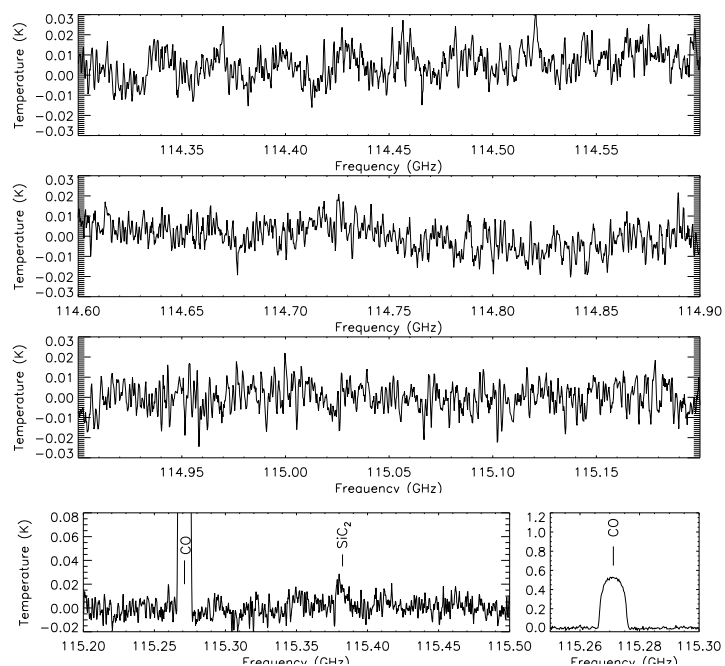 0.03
0.02
0.01
0.00
−0.01
−0.02
−0.03
Temperature (K)
114.35 114.40 114.45 114.50 114.55
Frequency (GHz)
0.03
0.02
0.01
0.00
−0.01
−0.02
−0.03
Temperature (K)
114.60 114.65 114.70 114.75 114.80 114.85 114.90
Frequency (GHz)
0.03
0.02
0.01
0.00
−0.01
−0.02
−0.03
Temperature (K)
114.95 115.00 115.05 115.10 115.15
Frequency (GHz)
0.08
0.06
0.04
0.02
0.00
−0.02
Temperature (K)
CO
SiC₂
115.20 115.25 115.30 115.35 115.40 115.45 115.50
Frequency (GHz)
1.2
1.0
0.8
0.6
0.4
0.2
0.0
CO
115.26 115.28 115.30
Frequency (GHz)